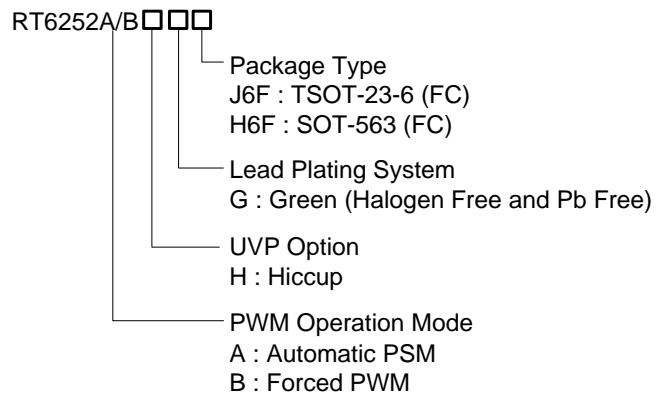 RT6252A/B□□□
Package Type
J6F : TSOT-23-6 (FC)
H6F : SOT-563 (FC)
Lead Plating System
G : Green (Halogen Free and Pb Free)
UVP Option
H : Hiccup
PWM Operation Mode
A : Automatic PSM
B : Forced PWM